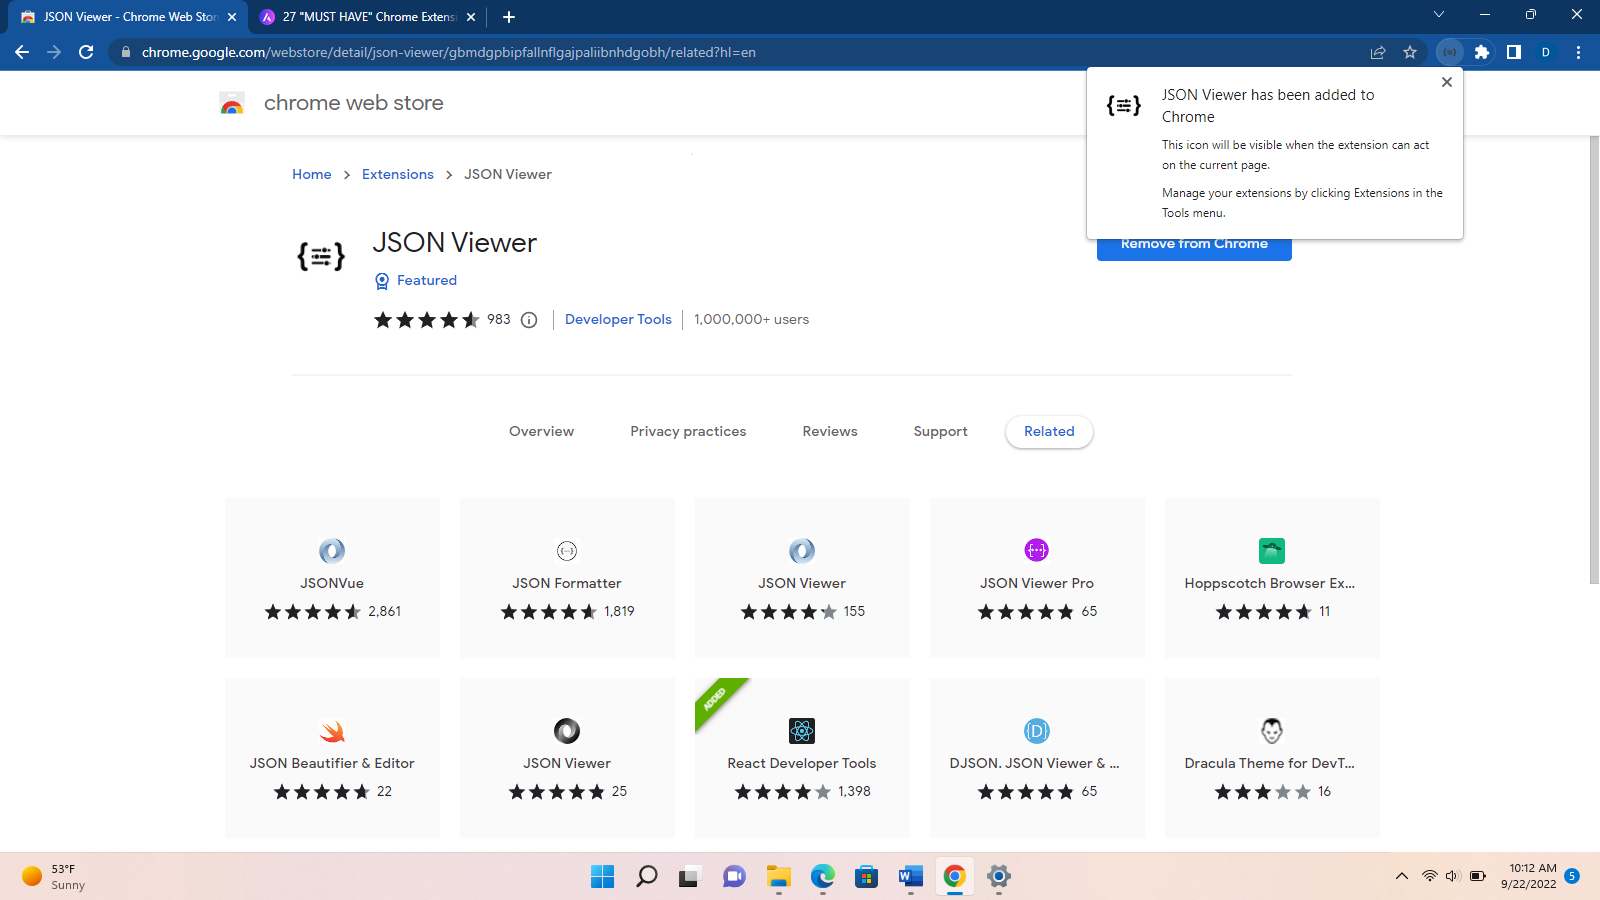 JSON Viewer - Chrome Web Stor
27 "MUST HAVE" Chrome Extensi
chrome.google.com/webstore/detail/json-viewer/gbmdgpbipfallnflgajpaliibnhdgobh/related?hl=en
D
chrome web store
JSON Viewer has been added to
Chrome
This icon will be visible when the extension can act
on the current page.
Manage your extensions by clicking Extensions in the
Tools menu.
Remove from Chrome
Home > Extensions > JSON Viewer
JSON Viewer
Featured
983
Developer Tools
1,000,000+ users
Overview
Privacy practices
Reviews
Support
Related
JSONVue
2,861
JSON Formatter
1,819
JSON Viewer
155
JSON Viewer Pro
65
Hoppscotch Browser Ex...
11
JSON Beautifier & Editor
22
JSON Viewer
25
ADDED
React Developer Tools
1,398
DJSON. JSON Viewer & ...
65
Dracula Theme for DevT...
16
53°F
Sunny
10:12 AM
9/22/2022
5